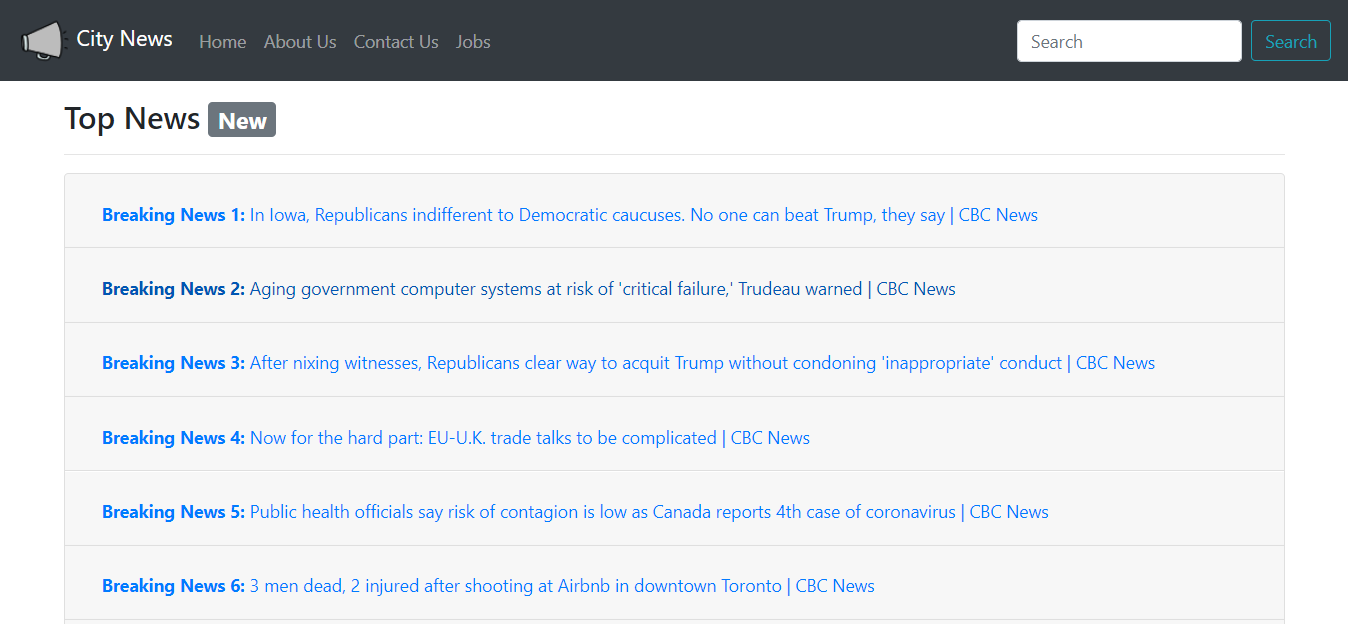 City News Home About Us Contact Us Jobs Search Search
Top News New
Breaking News 1: In Iowa, Republicans indifferent to Democratic caucuses. No one can beat Trump, they say | CBC News
Breaking News 2: Aging government computer systems at risk of 'critical failure,' Trudeau warned | CBC News
Breaking News 3: After nixing witnesses, Republicans clear way to acquit Trump without condoning 'inappropriate' conduct | CBC News
Breaking News 4: Now for the hard part: EU-U.K. trade talks to be complicated | CBC News
Breaking News 5: Public health officials say risk of contagion is low as Canada reports 4th case of coronavirus | CBC News
Breaking News 6: 3 men dead, 2 injured after shooting at Airbnb in downtown Toronto | CBC News